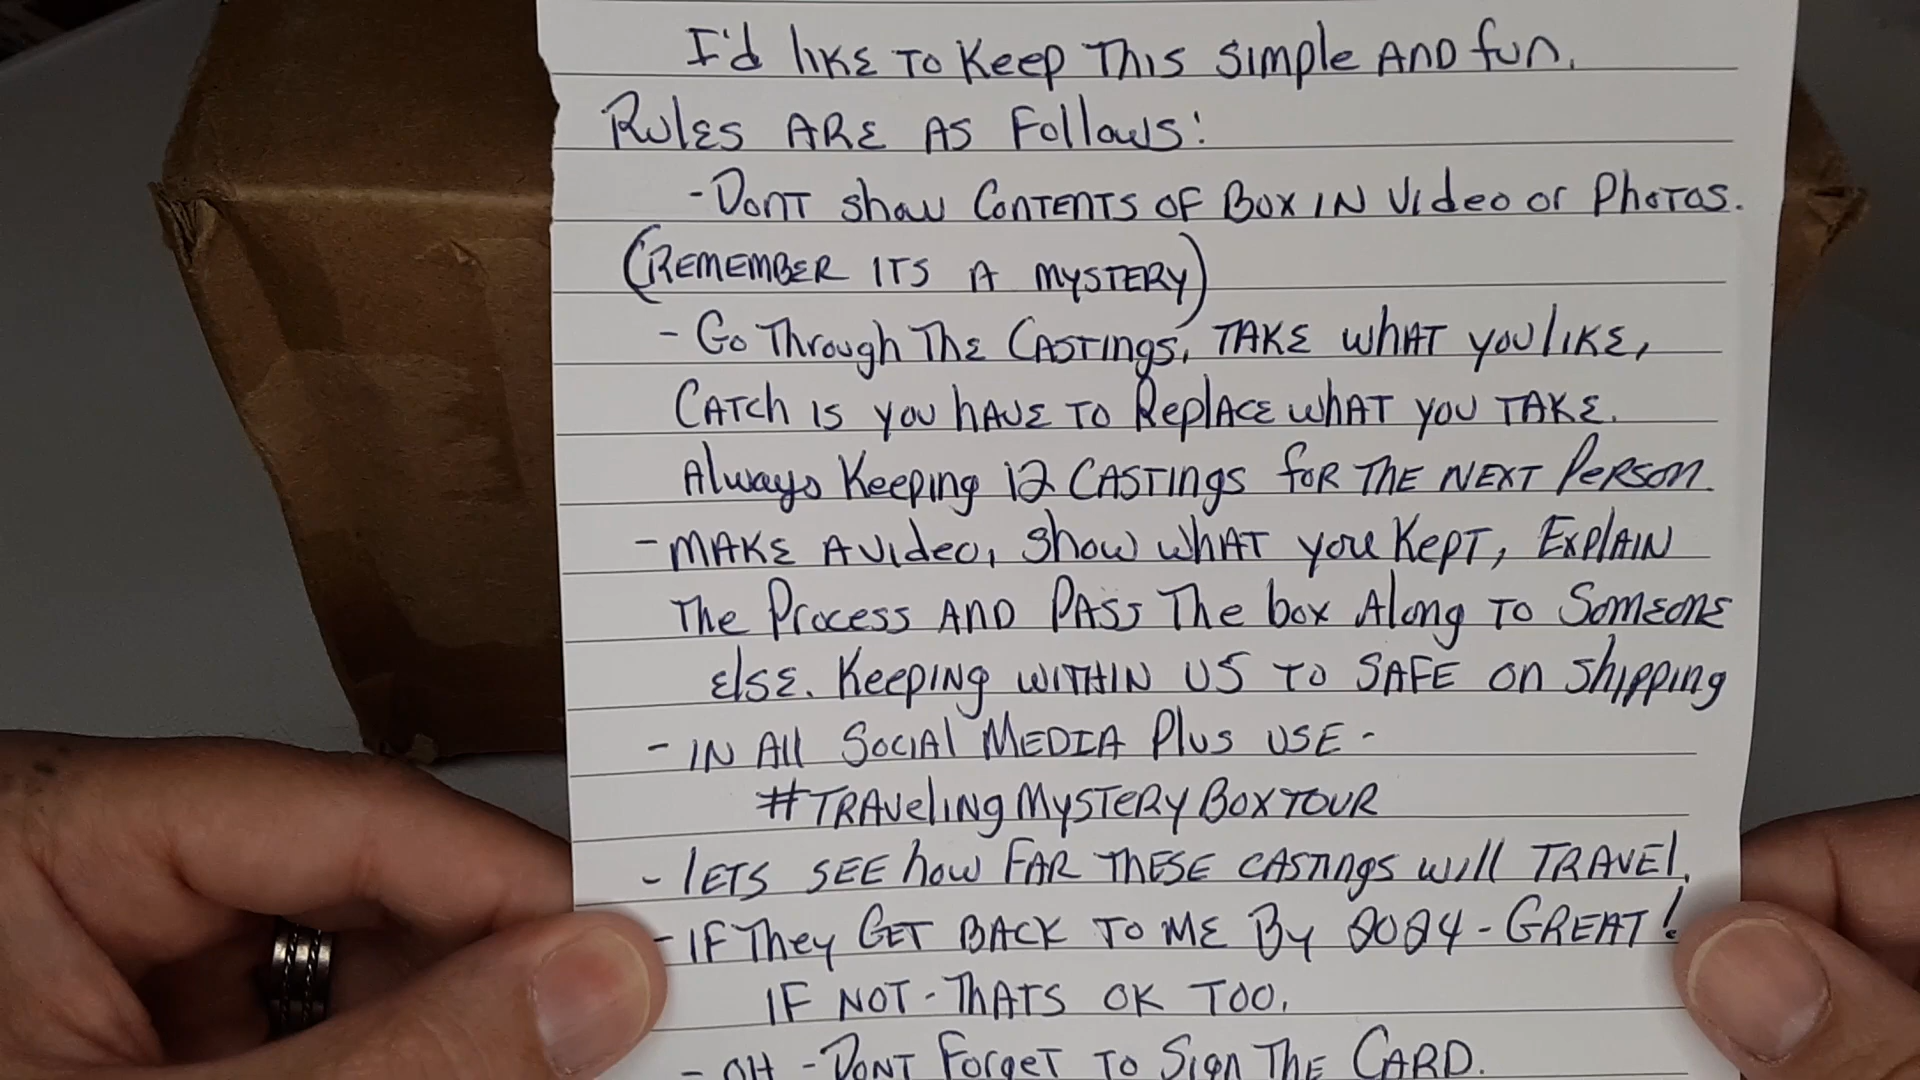 I'd like To Keep This simple AND fun.
Rules ARE AS Follows:
- Dont show Contents of Box in Video or Photos.
(Remember its a mystery)
- Go Through The Castings, TAKE what you like,
Catch is you have to Replace what you TAKE.
Always Keeping 12 Castings for the next Person
- Make a video, show what you Kept, Explain
The Process AND PASS The box Along to Someone
else. Keeping within US to SAFE on shipping
- IN All Social Media Plus use -
#TravelingMysteryBoxTour
- lets see how far these castings will TRAVEL.
- IF They GET BACK TO ME By 2024 - GREAT!
IF NOT - Thats OK TOO.
- OH - Dont Forget to Sign The CARD.